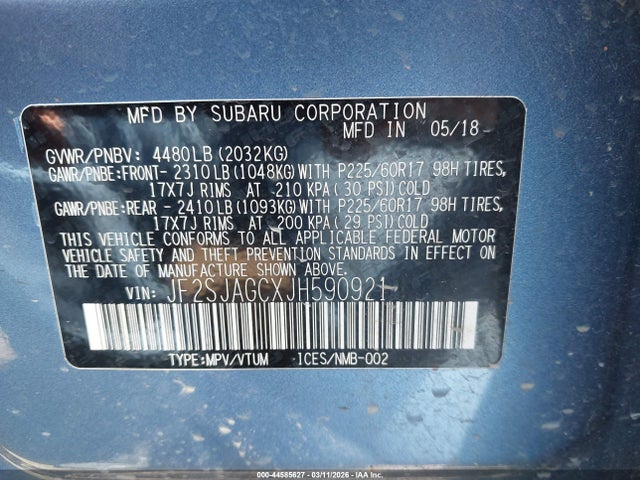 MFD BY SUBARU CORPORATION
MFD IN 05/18
GVWR/PNBV: 4480LB(2032KG)
GAWR/PNBE:FRONT- 2310LB(1048KG)WITH P225/60R17 98H TIRES,
17X7J RIMS AT 210 KPA( 30 PSI)COLD
GAWR/PNBE:REAR - 2410LB(1093KG)WITH P225/60R17 98H TIRES,
17X7J RIMS AT 200 KPA( 29 PSI)COLD
THIS VEHICLE CONFORMS TO ALL APPLICABLE FEDERAL MOTOR
VEHICLE SAFETY AND THEFT PREVENTION STANDARDS IN EFFECT ON
THE DATE OF MANUFACTURE SHOWN ABOVE.
VIN: JF2SJAGCXJH590921
TYPE:MPV/VTUM ICES/NMB-002
000-44585627 - 03/11/2026 - IAA Inc.